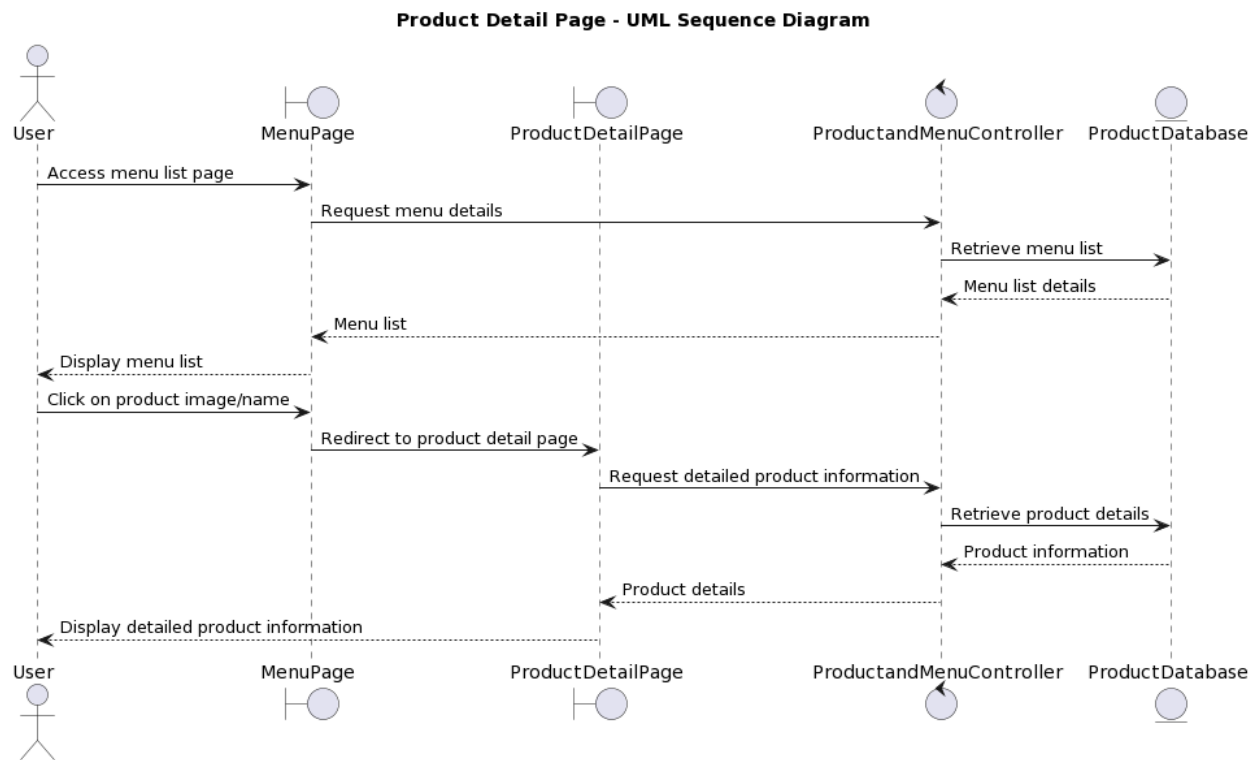 Product Detail Page - UML Sequence Diagram
User
MenuPage
ProductDetailPage
ProductandMenuController
ProductDatabase
Access menu list page
Request menu details
Retrieve menu list
Menu list details
Menu list
Display menu list
Click on product image/name
Redirect to product detail page
Request detailed product information
Retrieve product details
Product information
Product details
Display detailed product information
User
MenuPage
ProductDetailPage
ProductandMenuController
ProductDatabase